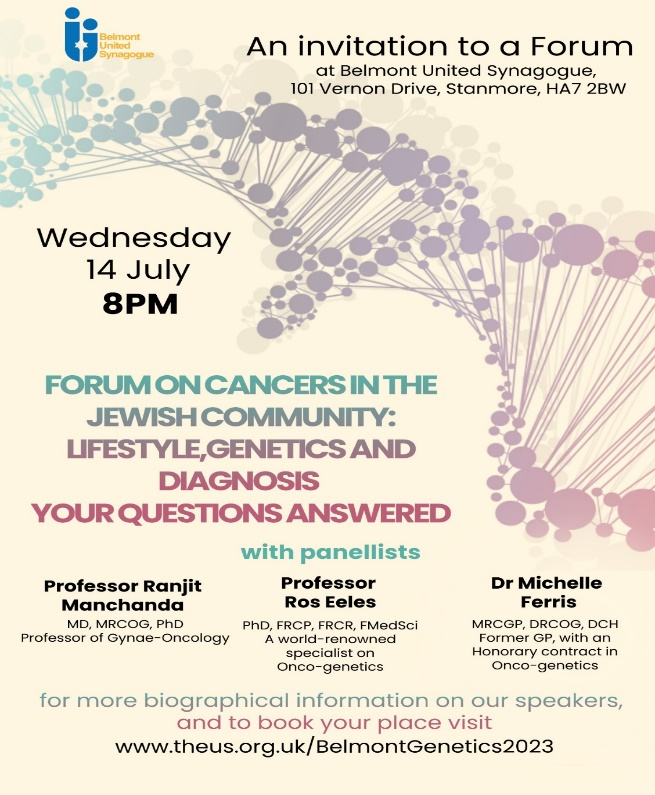 Belmont
United
Synagogue
An invitation to a Forum
at Belmont United Synagogue,
101 Vernon Drive, Stanmore, HA7 2BW
Wednesday
14 July
8PM
FORUM ON CANCERS IN THE
JEWISH COMMUNITY:
LIFESTYLE,GENETICS AND
DIAGNOSIS
YOUR QUESTIONS ANSWERED
with panellists
Professor Ranjit
Manchanda
MD, MRCOG, PhD
Professor of Gynae-Oncology
Professor
Ros Eeles
PhD, FRCP, FRCR, FMedSci
A world-renowned
specialist on
Onco-genetics
Dr Michelle
Ferris
MRCGP, DRCOG, DCH
Former GP, with an
Honorary contract in
Onco-genetics
for more biographical information on our speakers,
and to book your place visit
www.theus.org.uk/BelmontGenetics2023